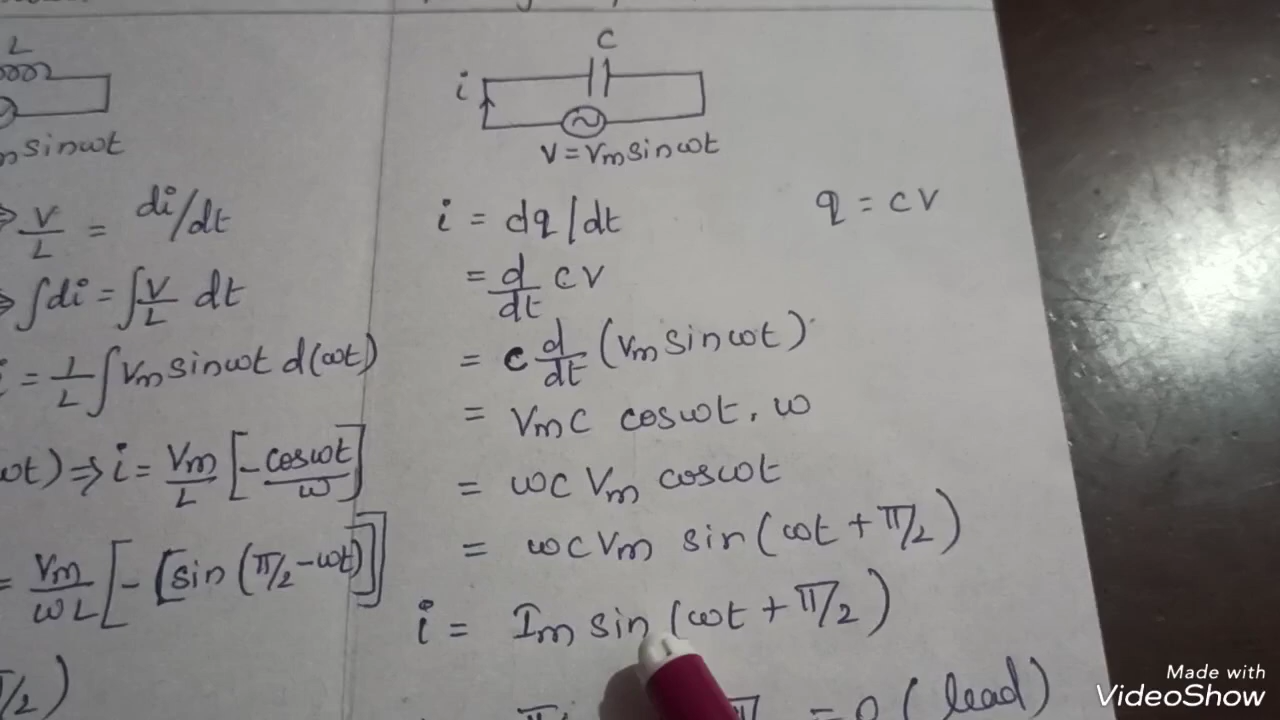 L
m sinωt
V/L = di/dt
⇒ ∫di = ∫V/L dt
i = 1/L ∫Vm sinωt d(ωt)
ωt) ⇒ i = Vm/L [-cosωt/ω]
= Vm/ωL [-[sin(π/2 - ωt)]]
π/2)
C
i
V = Vm sinωt
i = dq/dt
q = cv
= d/dt cv
= c d/dt (Vm sinωt)
= VmC cosωt. ω
= ωC Vm cosωt
= ωCVm sin(ωt + π/2)
i = Im sin(ωt + π/2)
= 0 (lead)
Made with
VideoShow